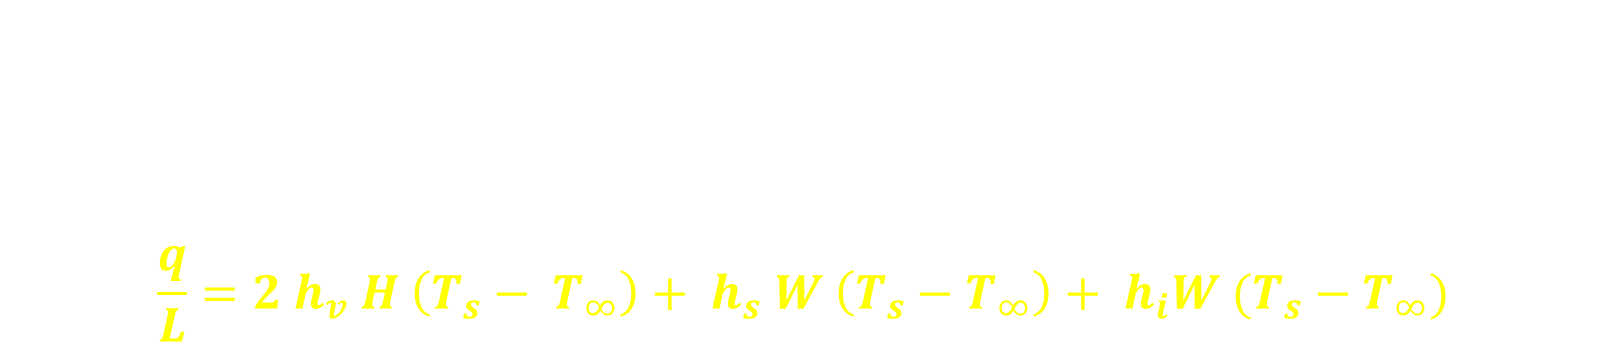 q/L = 2 h_v H (T_s − T_∞) + h_s W (T_s − T_∞) + h_i W (T_s − T_∞)